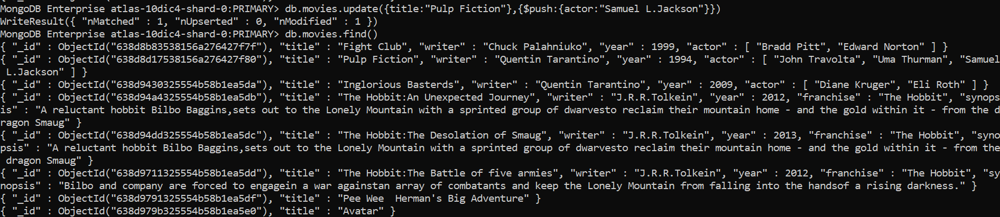 MongoDB Enterprise atlas-10dic4-shard-0:PRIMARY> db.movies.update({title:"Pulp Fiction"},{$push:{actor:"Samuel L.Jackson"}})
WriteResult({ "nMatched" : 1, "nUpserted" : 0, "nModified" : 1 })
MongoDB Enterprise atlas-10dic4-shard-0:PRIMARY> db.movies.find()
{ "_id" : ObjectId("638d8b83538156a276427f7f"), "title" : "Fight Club", "writer" : "Chuck Palahniuko", "year" : 1999, "actor" : [ "Bradd Pitt", "Edward Norton" ] }
{ "_id" : ObjectId("638d8d17538156a276427f80"), "title" : "Pulp Fiction", "writer" : "Quentin Tarantino", "year" : 1994, "actor" : [ "John Travolta", "Uma Thurman", "Samuel
 L.Jackson" ] }
{ "_id" : ObjectId("638d9430325554b58b1ea5da"), "title" : "Inglorious Basterds", "writer" : "Quentin Tarantino", "year" : 2009, "actor" : [ "Diane Kruger", "Eli Roth" ] }
{ "_id" : ObjectId("638d94a4325554b58b1ea5db"), "title" : "The Hobbit:An Unexpected Journey", "writer" : "J.R.R.Tolkein", "year" : 2012, "franchise" : "The Hobbit", "synops
is" : "A reluctant hobbit Bilbo Baggins,sets out to the Lonely Mountain with a sprinted group of dwarvesto reclaim their mountain home - and the gold within it - from the d
ragon Smaug" }
{ "_id" : ObjectId("638d94dd325554b58b1ea5dc"), "title" : "The Hobbit:The Desolation of Smaug", "writer" : "J.R.R.Tolkein", "year" : 2013, "franchise" : "The Hobbit", "syno
psis" : "A reluctant hobbit Bilbo Baggins,sets out to the Lonely Mountain with a sprinted group of dwarvesto reclaim their mountain home - and the gold within it - from the
 dragon Smaug" }
{ "_id" : ObjectId("638d9711325554b58b1ea5dd"), "title" : "The Hobbit:The Battle of five armies", "writer" : "J.R.R.Tolkein", "year" : 2012, "franchise" : "The Hobbit", "sy
nopsis" : "Bilbo and company are forced to engagein a war againstan array of combatants and keep the Lonely Mountain from falling into the handsof a rising darkness." }
{ "_id" : ObjectId("638d9791325554b58b1ea5df"), "title" : "Pee Wee  Herman's Big Adventure" }
{ "_id" : ObjectId("638d979b325554b58b1ea5e0"), "title" : "Avatar" }